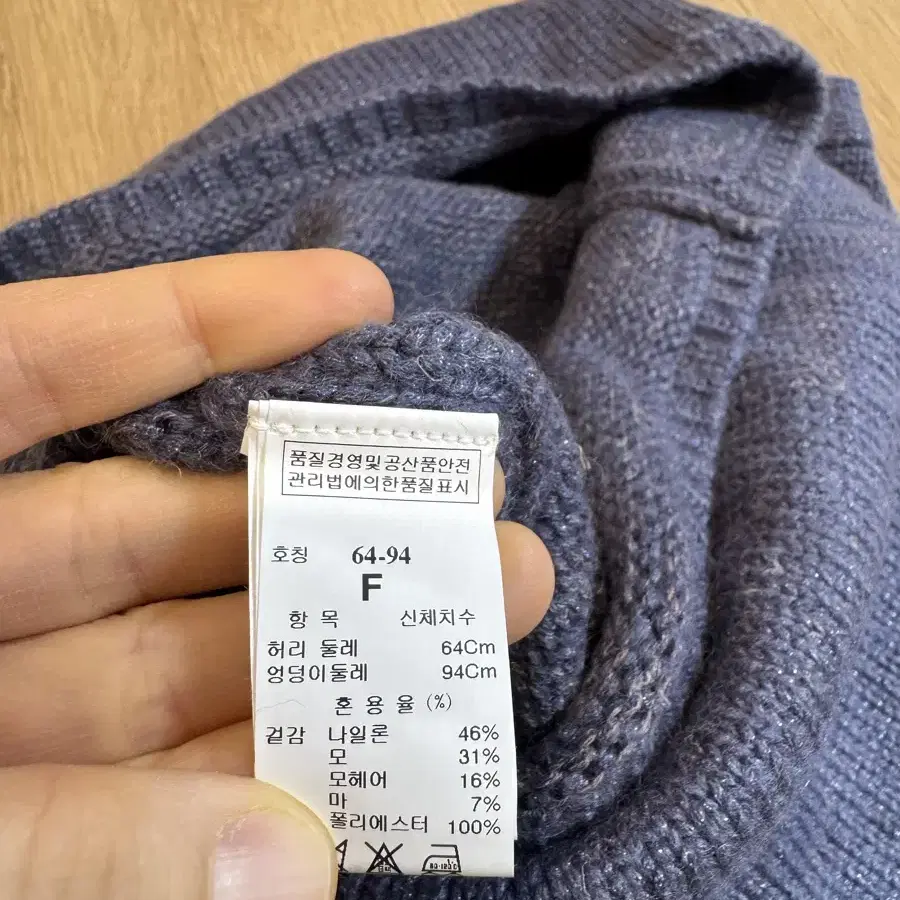 품질경영및공산품안전
관리법에의한품질표시
호칭 64-94
F
항 목 신체치수
허리 둘레 64Cm
엉덩이둘레 94Cm
혼 용 율 (%)
겉감 나일론 46%
모 31%
모헤어 16%
마 7%
폴리에스터 100%